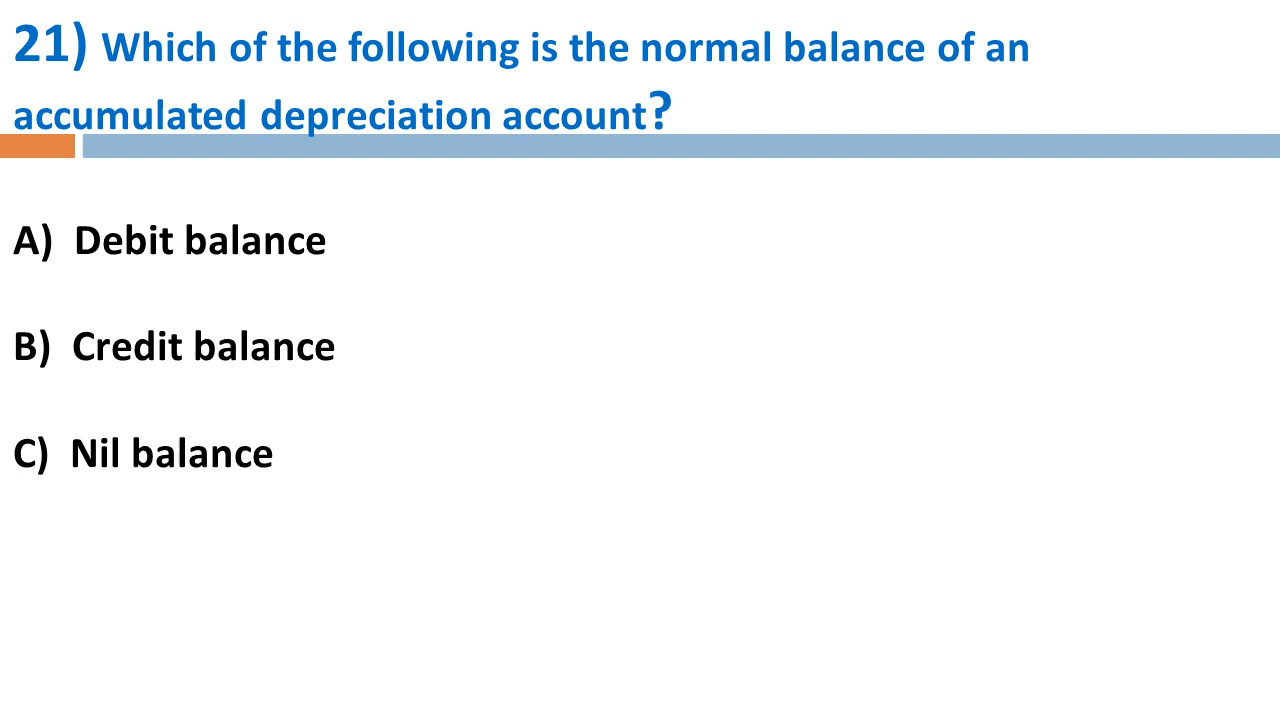 21) Which of the following is the normal balance of an
accumulated depreciation account?
A) Debit balance
B) Credit balance
C) Nil balance